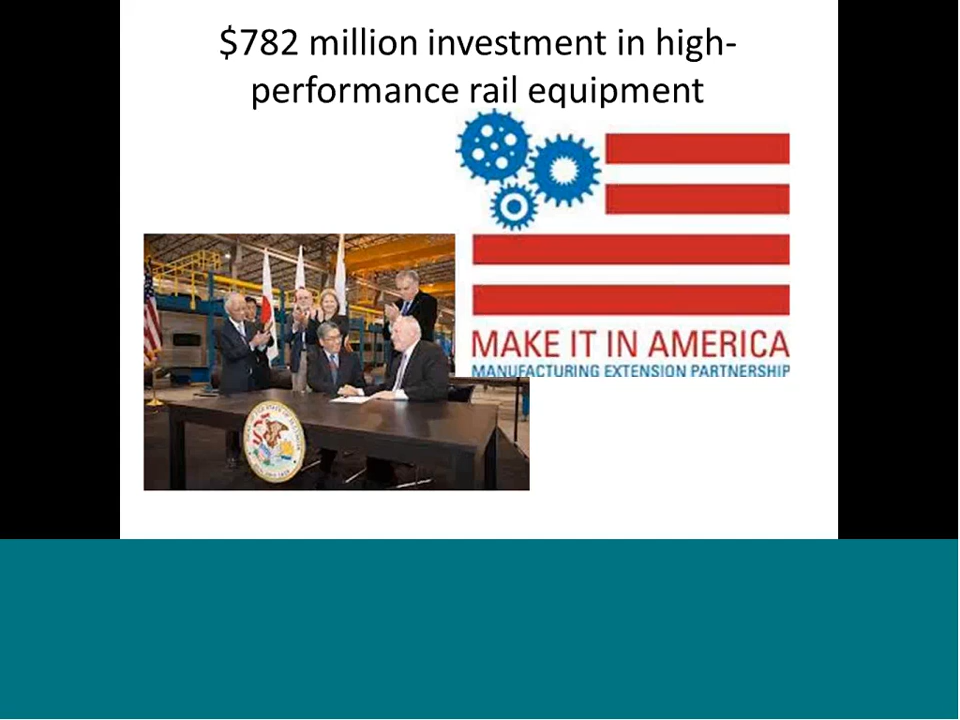 $782 million investment in high-
performance rail equipment
MAKE IT IN AMERICA
MANUFACTURING EXTENSION PARTNERSHIP